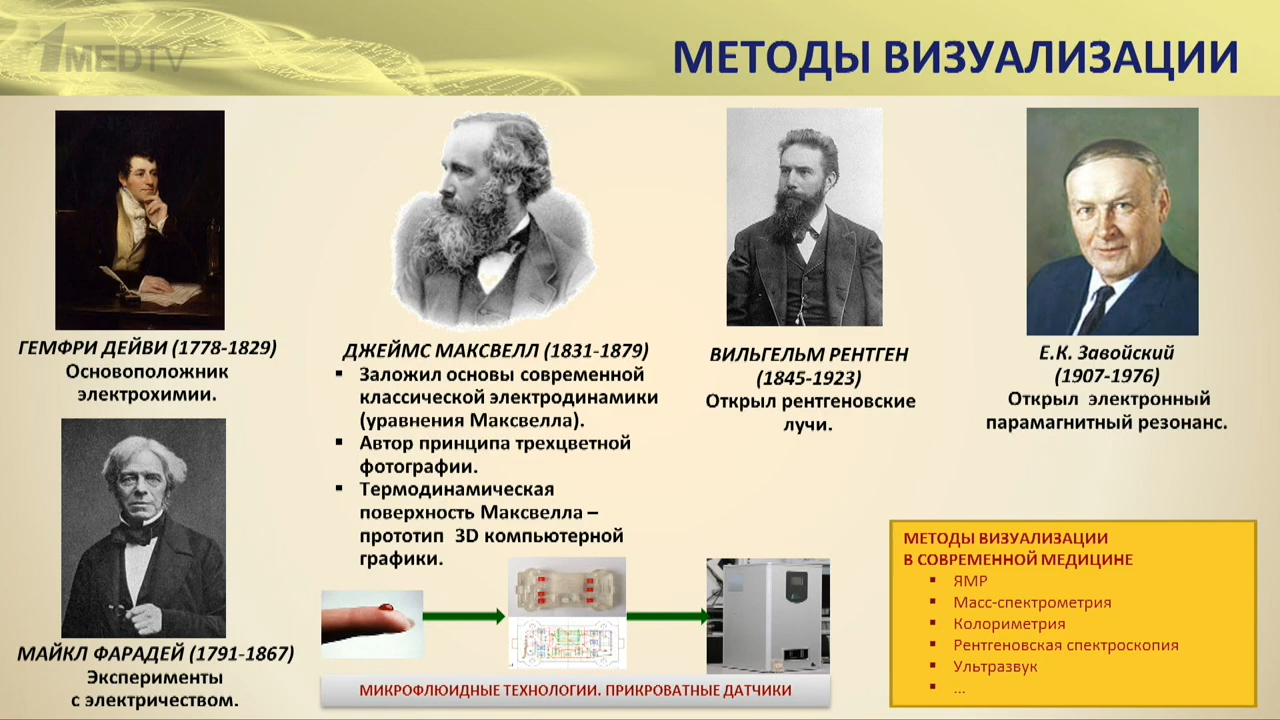 1MEDTV
МЕТОДЫ ВИЗУАЛИЗАЦИИ
ГЕМФРИ ДЕЙВИ (1778-1829)
Основоположник
электрохимии.
МАЙКЛ ФАРАДЕЙ (1791-1867)
Эксперименты
с электричеством.
ДЖЕЙМС МАКСВЕЛЛ (1831-1879)
▪ Заложил основы современной
классической электродинамики
(уравнения Максвелла).
▪ Автор принципа трехцветной
фотографии.
▪ Термодинамическая
поверхность Максвелла –
прототип 3D компьютерной
графики.
ВИЛЬГЕЛЬМ РЕНТГЕН
(1845-1923)
Открыл рентгеновские
лучи.
Е.К. Завойский
(1907-1976)
Открыл электронный
парамагнитный резонанс.
МИКРОФЛЮИДНЫЕ ТЕХНОЛОГИИ. ПРИКРОВАТНЫЕ ДАТЧИКИ
МЕТОДЫ ВИЗУАЛИЗАЦИИ
В СОВРЕМЕННОЙ МЕДИЦИНЕ
▪ ЯМР
▪ Масс-спектрометрия
▪ Колориметрия
▪ Рентгеновская спектроскопия
▪ Ультразвук
▪ ...